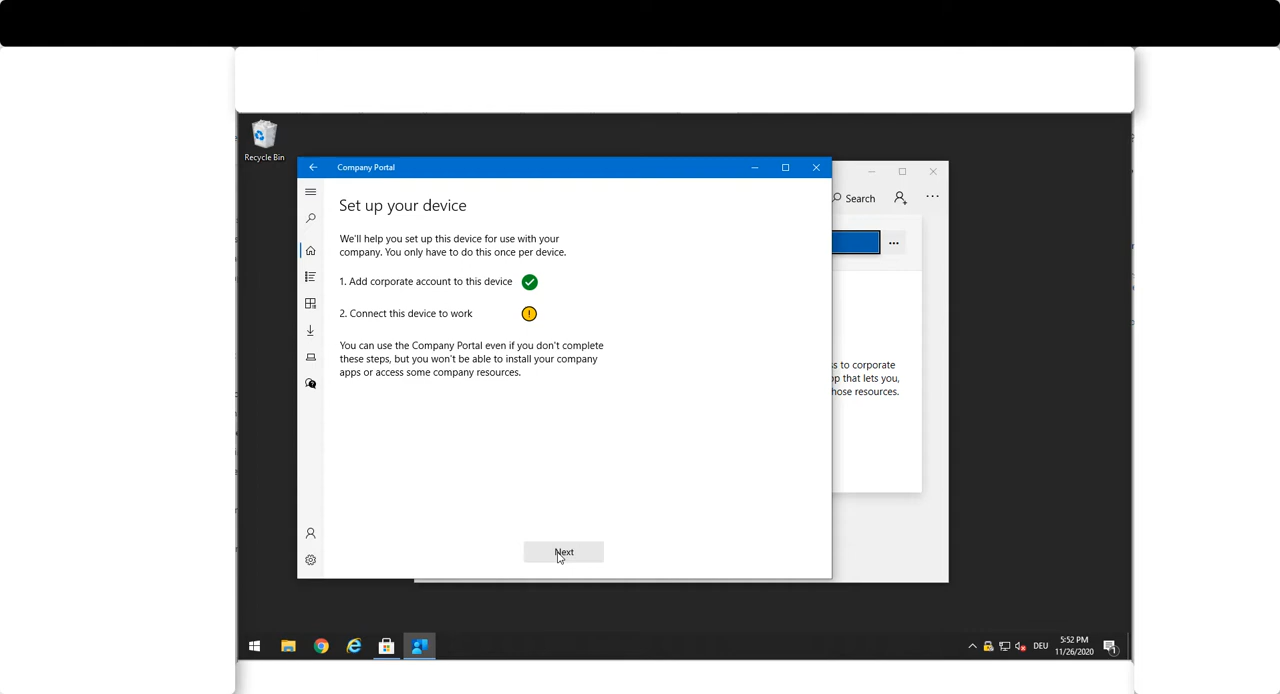 Recycle Bin
Company Portal
Set up your device
We'll help you set up this device for use with your
company. You only have to do this once per device.
1. Add corporate account to this device
2. Connect this device to work
You can use the Company Portal even if you don't complete
these steps, but you won't be able to install your company
apps or access some company resources.
Next
Search
ss to corporate
op that lets you,
hose resources.
DEU
5:52 PM
11/26/2020
1